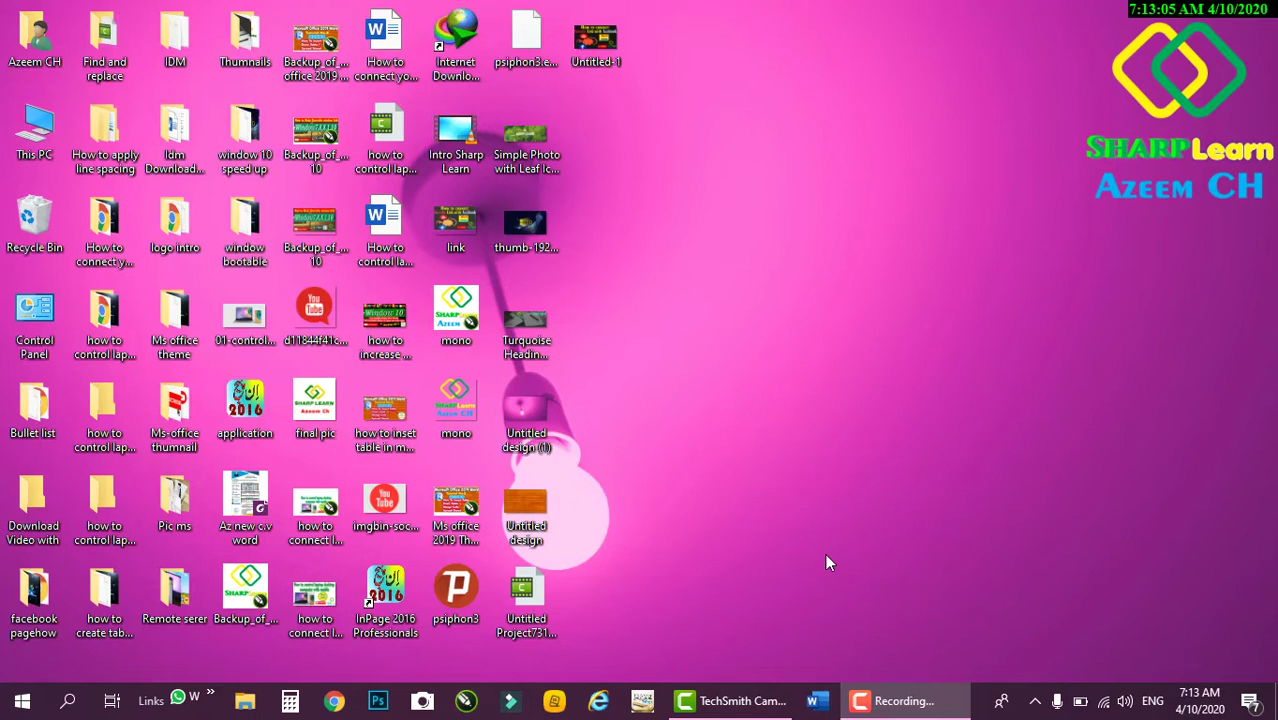 7:13:05 AM 4/10/2020
SHARP Learn
Azeem CH
Azeem CH
Find and
replace
IDM
Thumnails
Backup_of_...
office 2019 ...
How to
connect yo...
Internet
Downlo...
psiphon3.e...
Untitled-1
This PC
How to apply
line spacing
Idm
Download...
window 10
speed up
Backup_of_...
10
how to
control lap...
Intro Sharp
Learn
Simple Photo
with Leaf Ic...
Recycle Bin
How to
connect y...
logo intro
window
bootable
Backup_of_...
10
How to
control la...
link
thumb-192...
Control
Panel
how to
control lap...
Ms office
theme
01-control...
d11844f41c...
how to
increase ...
mono
Turquoise
Headin...
Bullet list
how to
control lap...
Ms-office
thumnail
application
final pic
how to inset
table in m...
mono
Untitled
design (1)
Download
Video with
how to
control lap...
Pic ms
Az new c.v
word
how to
connect l...
imgbin-soc...
Ms office
2019 Th...
Untitled
design
facebook
pagehow
how to
create tab...
Remote serer
Backup_of_...
how to
connect l...
InPage 2016
Professionals
psiphon3
Untitled
Project731...
Links
W
TechSmith Cam...
Recording...
ENG
7:13 AM
4/10/2020
7